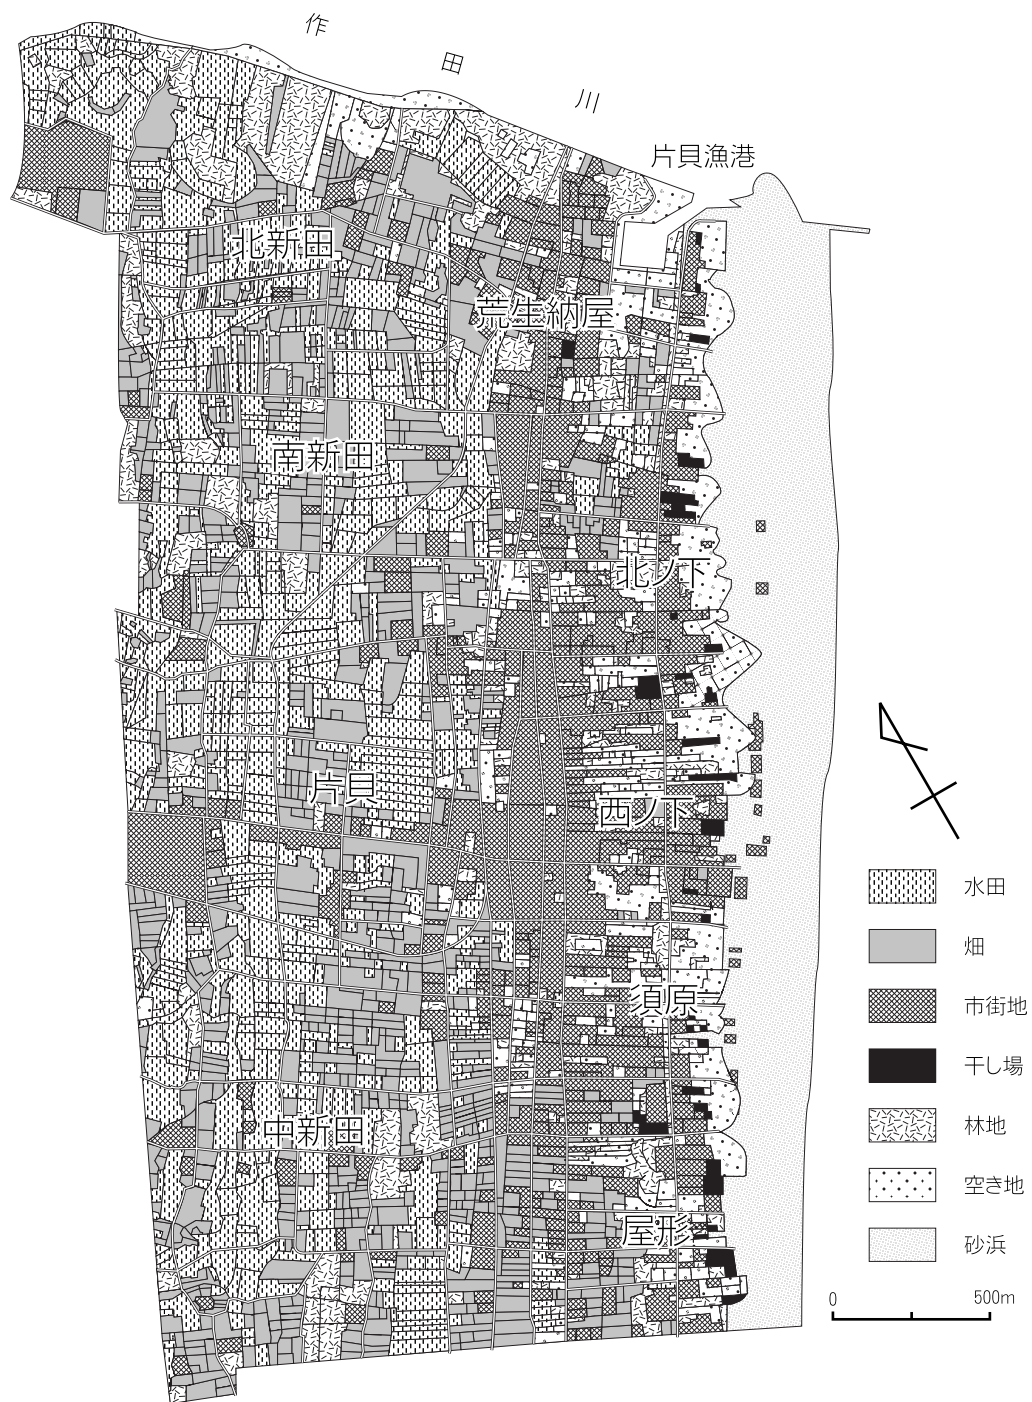 作田川
片貝漁港
北新田
荒生納屋
南新田
北ノ下
片貝
西ノ下
須原
中新田
屋形
水田
畑
市街地
干し場
林地
空き地
砂浜
0 500m